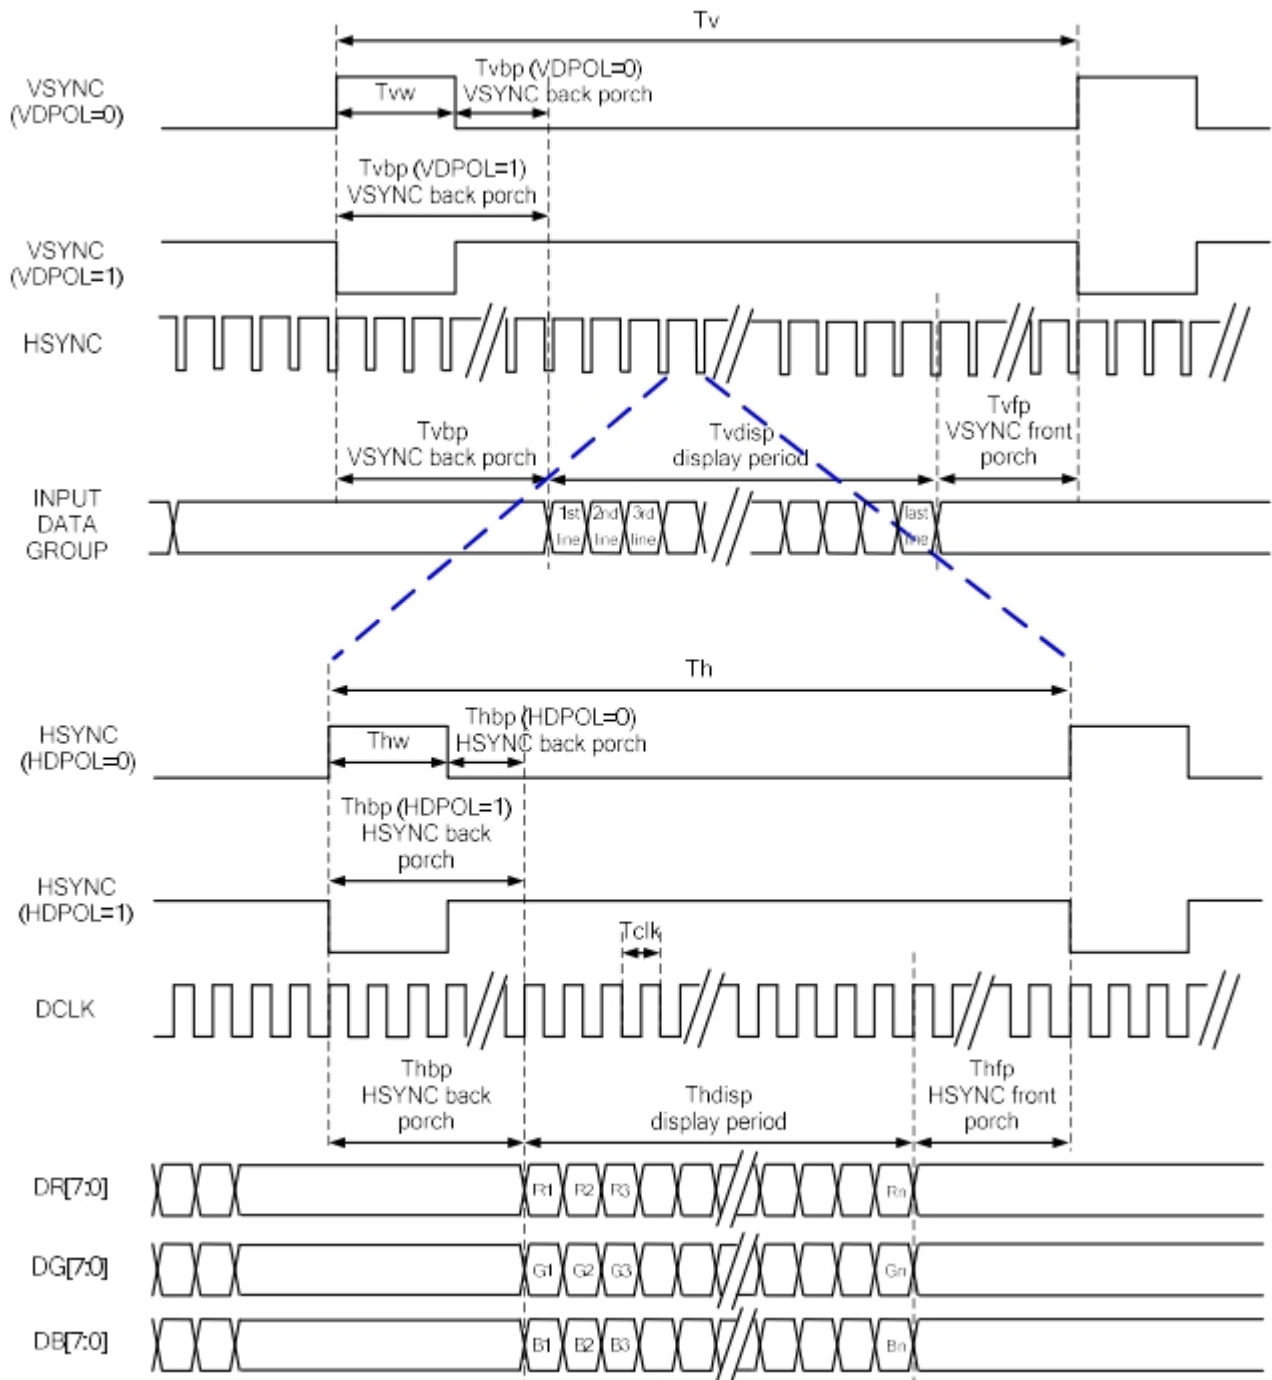 Tv
VSYNC
(VDPOL=0)
Tvw
Tvbp (VDPOL=0)
VSYNC back porch
Tvbp (VDPOL=1)
VSYNC back porch
VSYNC
(VDPOL=1)
HSYNC
Tvbp
VSYNC back porch
Tvdisp
display period
Tvfp
VSYNC front
porch
INPUT
DATA
GROUP
1st
line
2nd
line
3rd
line
last
line
Th
HSYNC
(HDPOL=0)
Thw
Thbp (HDPOL=0)
HSYNC back porch
Thbp (HDPOL=1)
HSYNC back
porch
HSYNC
(HDPOL=1)
Tclk
DCLK
Thbp
HSYNC back
porch
Thdisp
display period
Thfp
HSYNC front
porch
DR[7:0]
R1 R2 R3 Rn
DG[7:0]
G1 G2 G3 Gn
DB[7:0]
B1 B2 B3 Bn